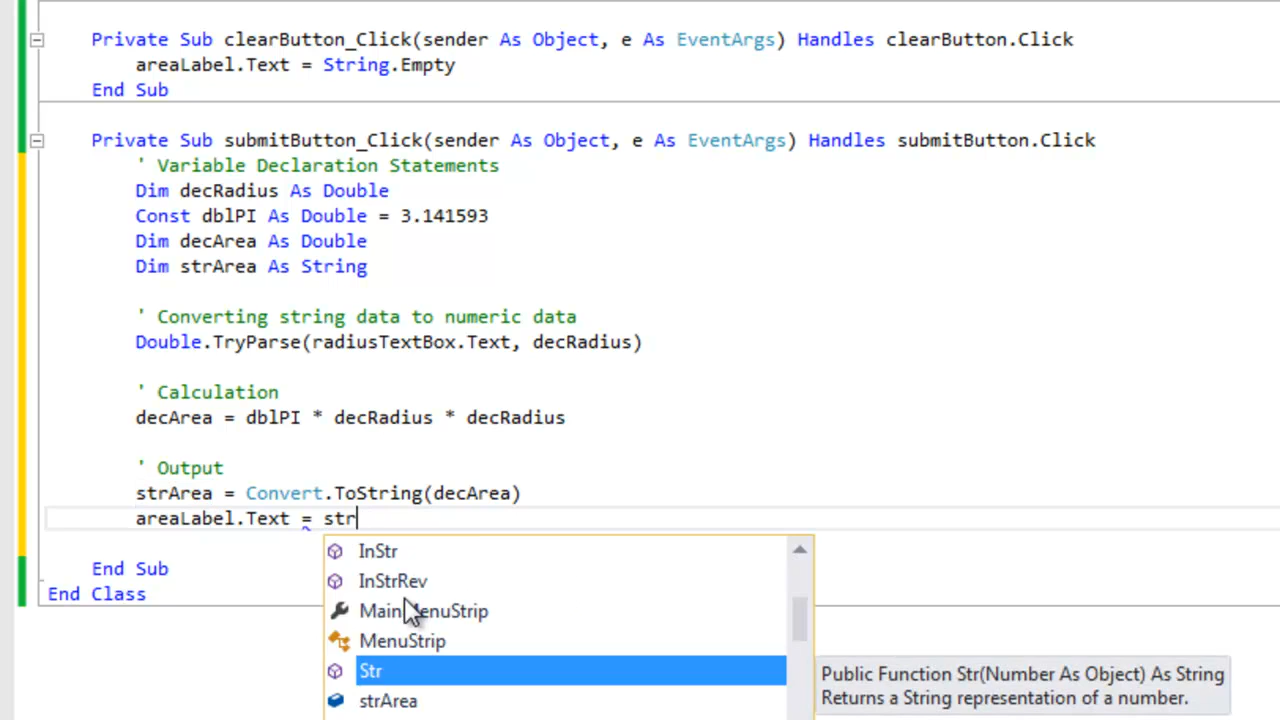 Private Sub clearButton_Click(sender As Object, e As EventArgs) Handles clearButton.Click
areaLabel.Text = String.Empty
End Sub
Private Sub submitButton_Click(sender As Object, e As EventArgs) Handles submitButton.Click
' Variable Declaration Statements
Dim decRadius As Double
Const dblPI As Double = 3.141593
Dim decArea As Double
Dim strArea As String
' Converting string data to numeric data
Double.TryParse(radiusTextBox.Text, decRadius)
' Calculation
decArea = dblPI * decRadius * decRadius
' Output
strArea = Convert.ToString(decArea)
areaLabel.Text = str
End Sub
End Class
InStr
InStrRev
MainMenuStrip
MenuStrip
Str
strArea
Public Function Str(Number As Object) As String
Returns a String representation of a number.